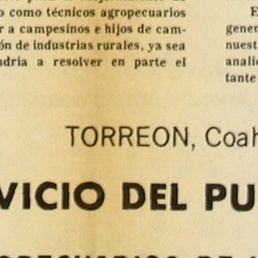 o como técnicos agropecuarios
r a campesinos e hijos de cam-
ón de industrias rurales, ya sea
ndría a resolver en parte el
E
gener
nuest
anali
tante
TORREON, Coah
VICIO DEL PU